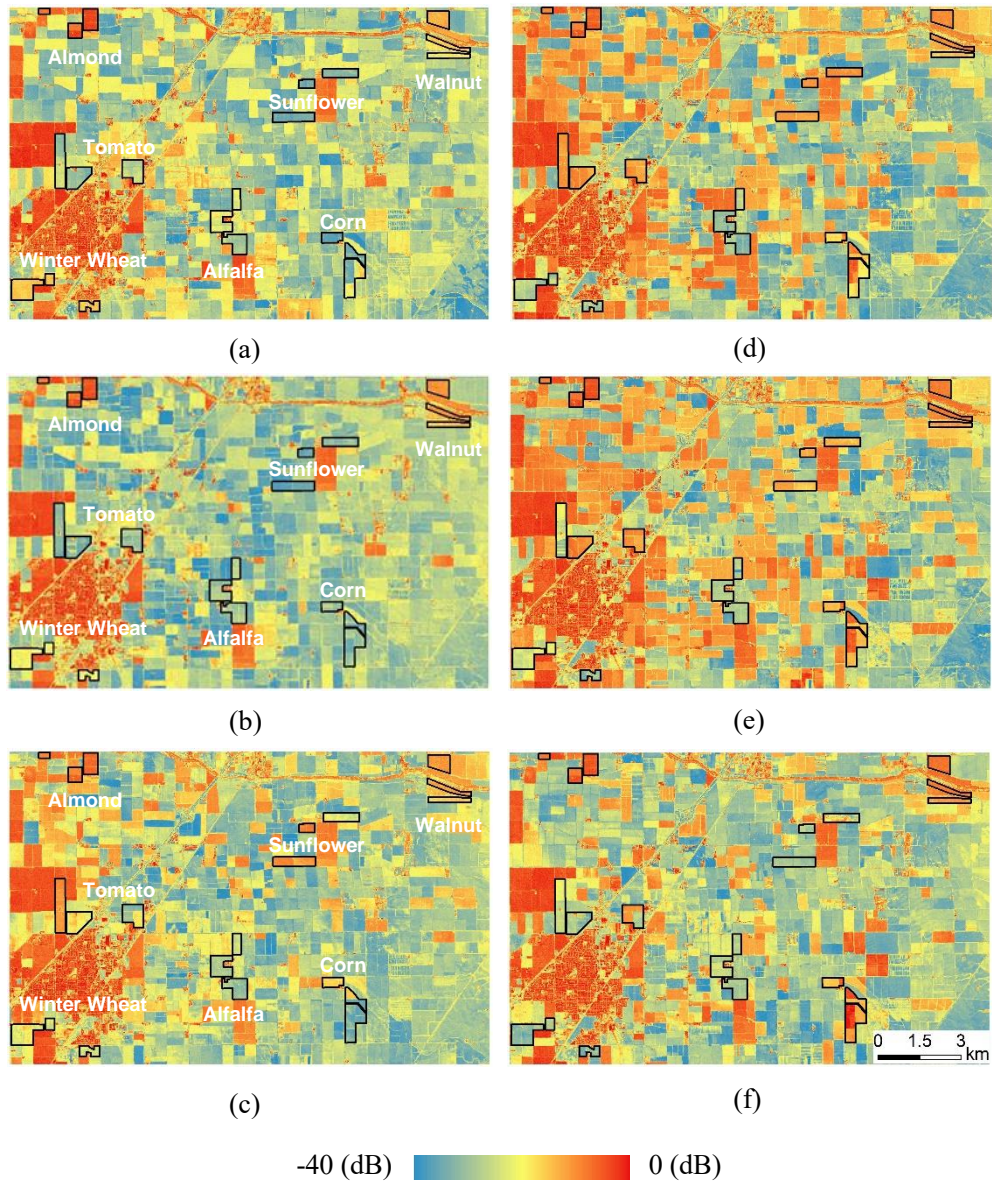 Almond
Walnut
Sunflower
Tomato
Corn
Winter Wheat
Alfalfa
(a)
(d)
Almond
Walnut
Sunflower
Tomato
Corn
Winter Wheat
Alfalfa
(b)
(e)
Almond
Walnut
Sunflower
Tomato
Corn
Winter Wheat
Alfalfa
0 1.5 3
km
(c)
(f)
-40 (dB) 0 (dB)